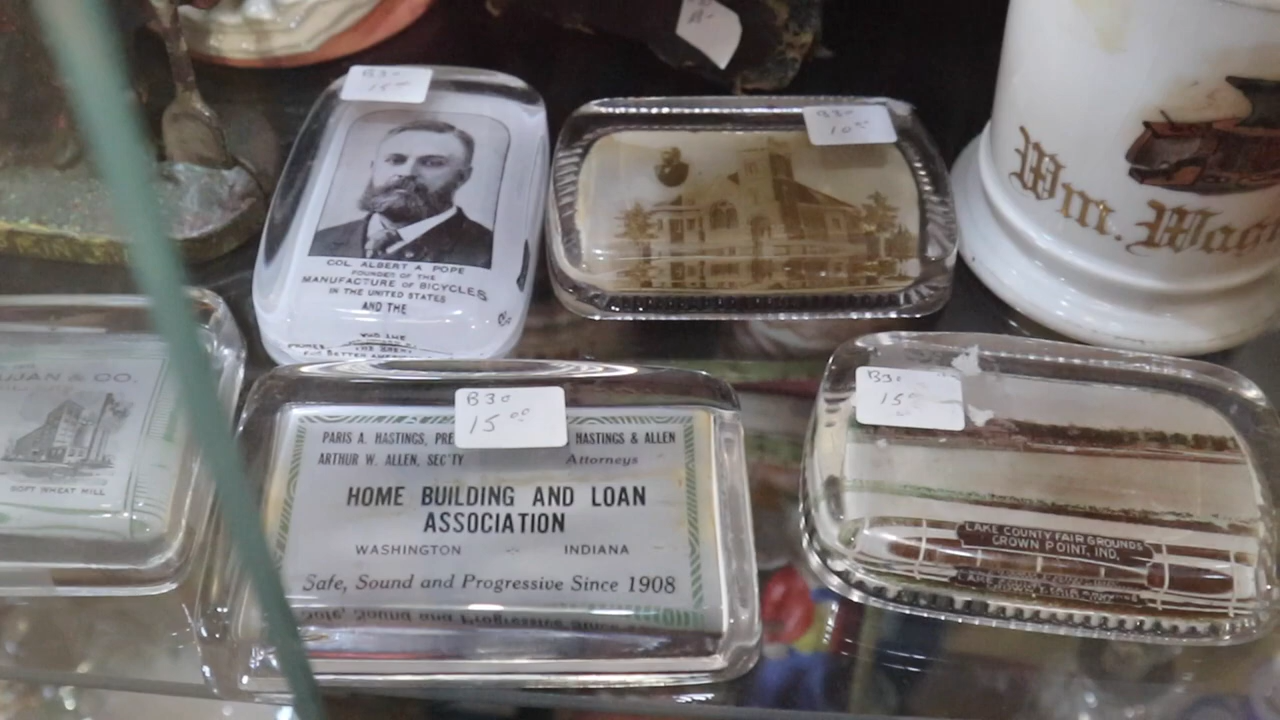 B30
15
COL ALBERT A POPE
FOUNDER OF THE
MANUFACTURE OF BICYCLES
IN THE UNITED STATES
AND THE
B30
10
Wm. Wag
& CO.
SOFT WHEAT MILL
B30
15 00
PARIS A. HASTINGS, PRE HASTINGS & ALLEN
ARTHUR W. ALLEN, SEC'TY Attorneys
HOME BUILDING AND LOAN
ASSOCIATION
WASHINGTON INDIANA
Safe, Sound and Progressive Since 1908
B30
15
LAKE COUNTY FAIR GROUNDS
CROWN POINT, IND.